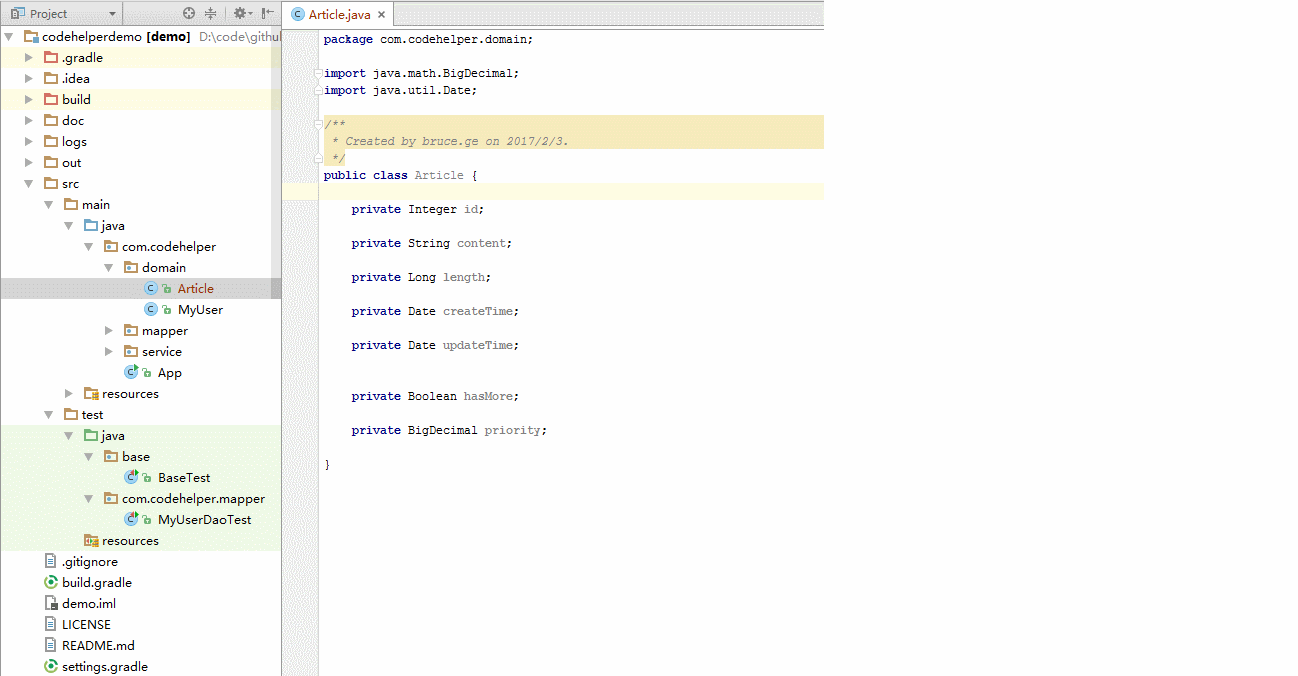 Project
codehelperdemo [demo] D:\code\githu
.gradle
.idea
build
doc
logs
out
src
main
java
com.codehelper
domain
Article
MyUser
mapper
service
App
resources
test
java
base
BaseTest
com.codehelper.mapper
MyUserDaoTest
resources
.gitignore
build.gradle
demo.iml
LICENSE
README.md
settings.gradle
Article.java
package com.codehelper.domain;
import java.math.BigDecimal;
import java.util.Date;
/**
* Created by bruce.ge on 2017/2/3.
*/
public class Article {
private Integer id;
private String content;
private Long length;
private Date createTime;
private Date updateTime;
private Boolean hasMore;
private BigDecimal priority;
}